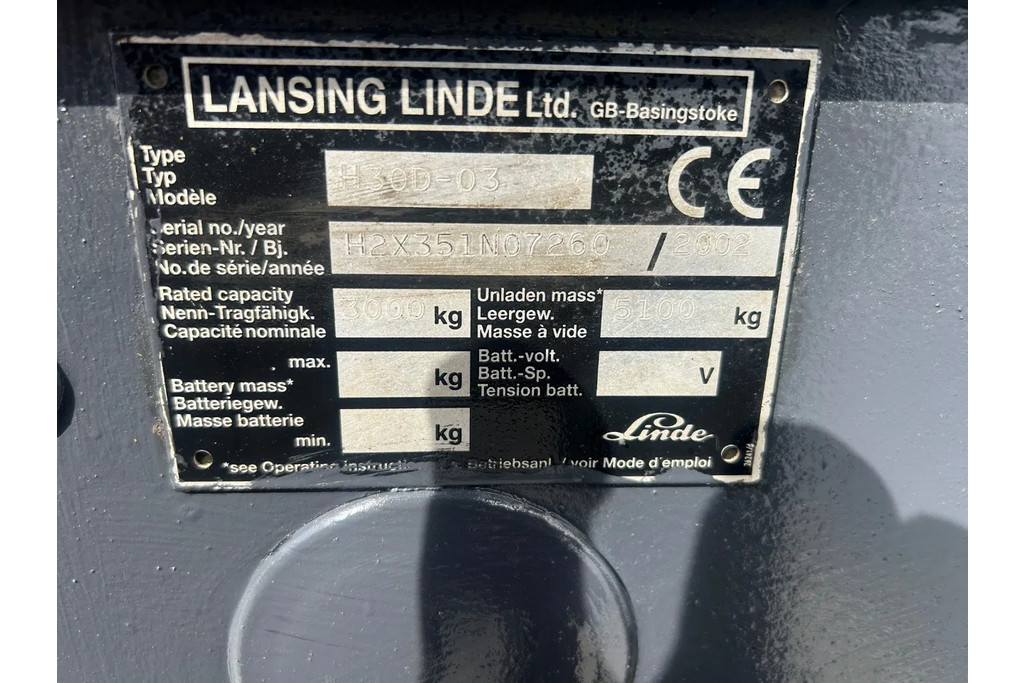 LANSING LINDE Ltd. GB-Basingstoke
Type
Typ
Modèle
H30D-03
CE
Serial no./year
Serien-Nr. / Bj.
No.de série/année
H2X351N07260 / 2002
Rated capacity
Nenn-Tragfähigk.
Capacité nominale
3000 kg
Unladen mass*
Leergew.
Masse à vide
5100 kg
max.
kg
Battery mass*
Batteriegew.
Masse batterie
min.
kg
Batt.-volt.
Batt.-Sp.
Tension batt.
V
Linde
*see Operating instructions Betriebsanl. / voir Mode d'emploi